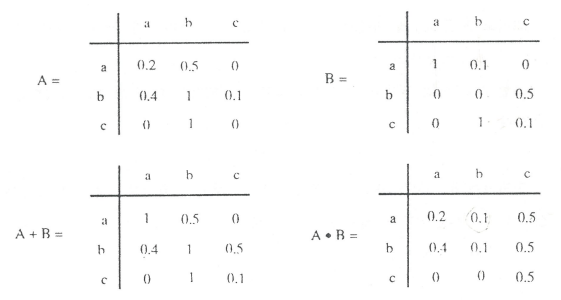 a b c a b c
a 0.2 0.5 0 a 1 0.1 0
A = B =
b 0.4 1 0.1 b 0 0 0.5
c 0 1 0 c 0 1 0.1
a b c a b c
a 1 0.5 0 a 0.2 0.1 0.5
A + B = A • B =
b 0.4 1 0.5 b 0.4 0.1 0.5
c 0 1 0.1 c 0 0 0.5